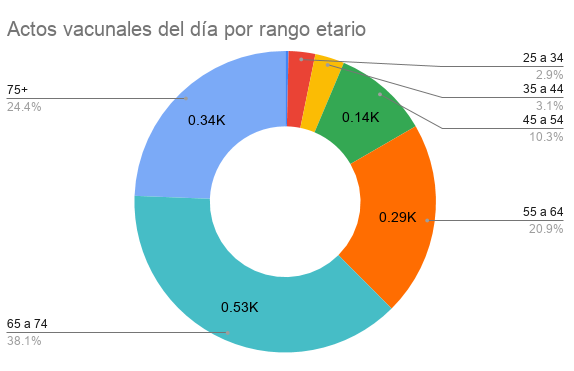 Actos vacunales del día por rango etario
25 a 34
2.9%
35 a 44
3.1%
45 a 54
10.3%
75+
24.4%
0.34K
0.14K
0.29K
55 a 64
20.9%
0.53K
65 a 74
38.1%